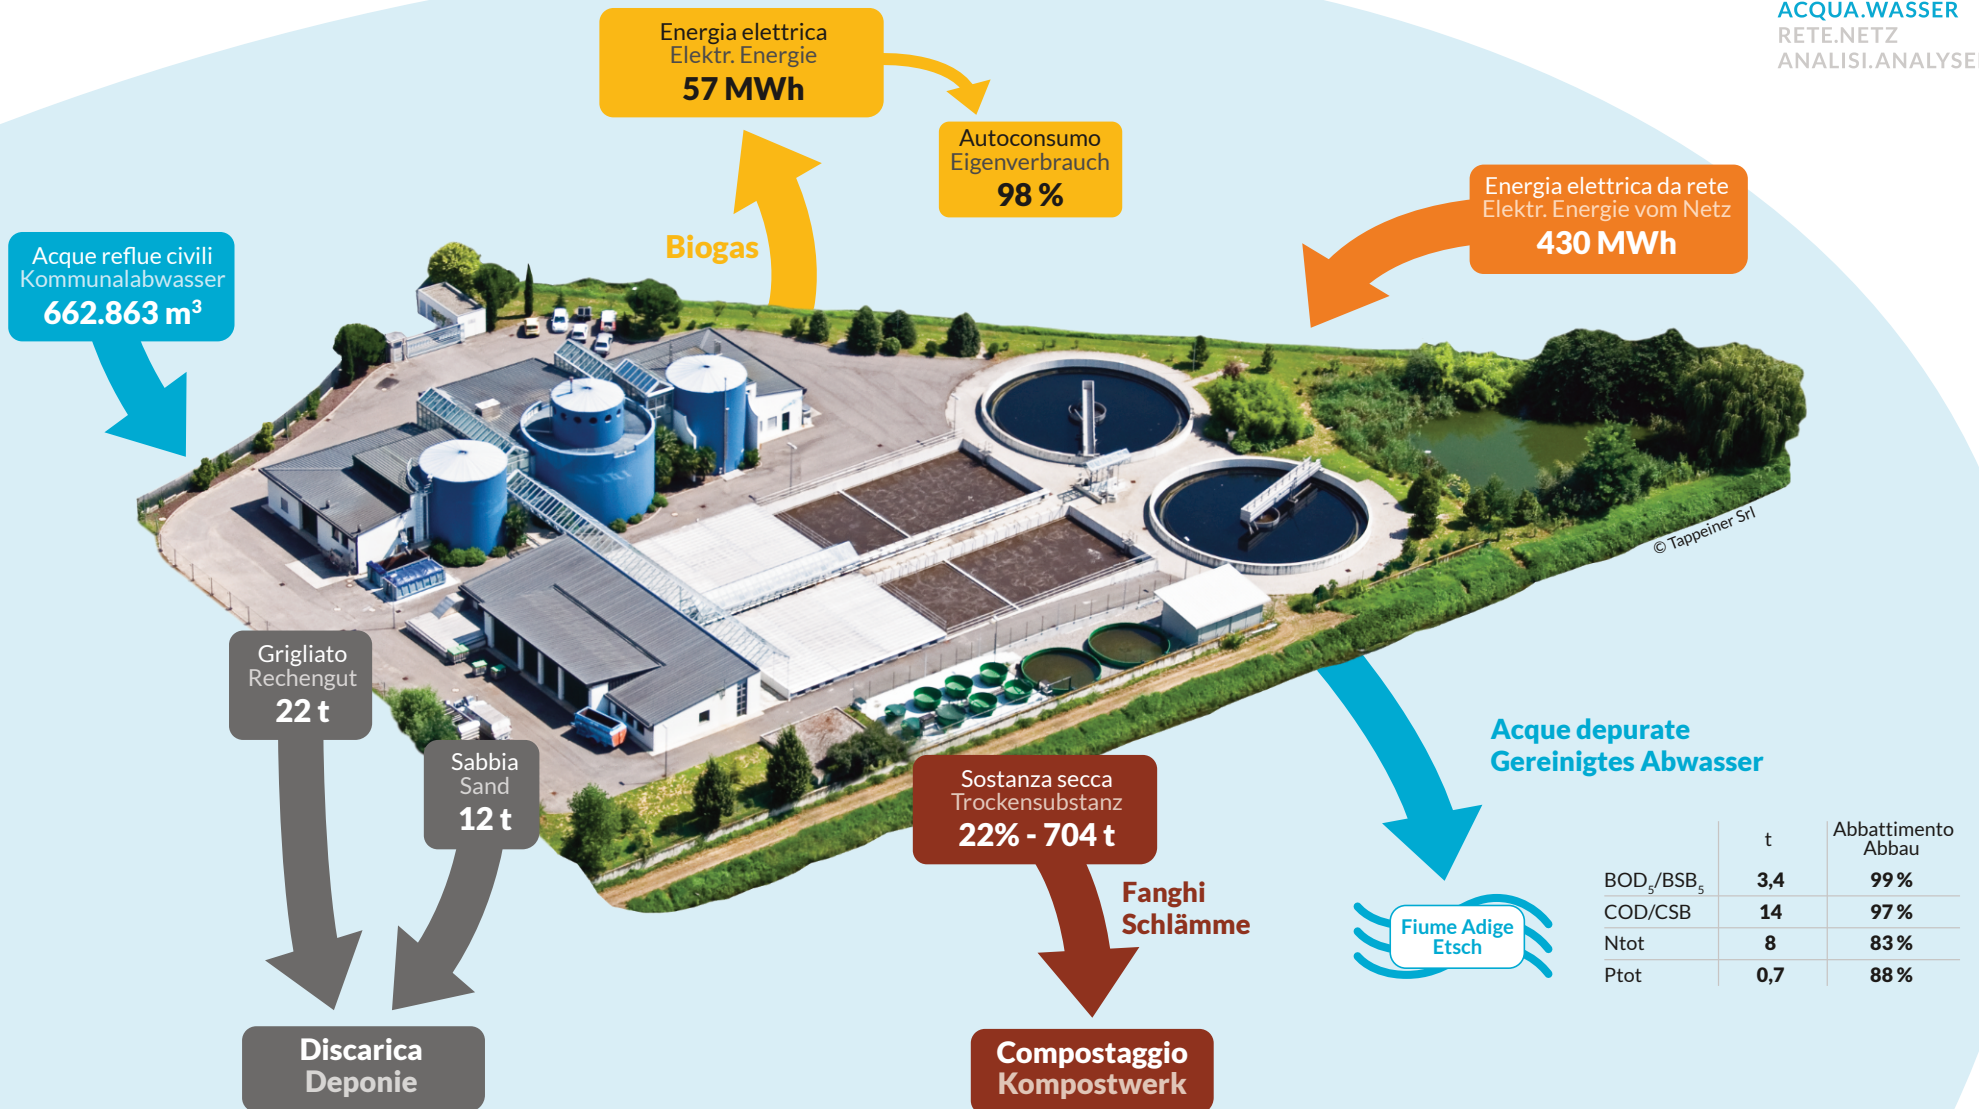 ACQUA.WASSER
RETE.NETZ
ANALISI.ANALYSE
Energia elettrica
Elektr. Energie
57 MWh
Autoconsumo
Eigenverbrauch
98 %
Energia elettrica da rete
Elektr. Energie vom Netz
430 MWh
Biogas
Acque reflue civili
Kommunalabwasser
662.863 m³
© Tappeiner Srl
Grigliato
Rechengut
22 t
Sabbia
Sand
12 t
Sostanza secca
Trockensubstanz
22% - 704 t
Fanghi
Schlämme
Acque depurate
Gereinigtes Abwasser
Fiume Adige
Etsch
t Abbattimento
Abbau
BOD₅/BSB₅ 3,4 99 %
COD/CSB 14 97 %
Ntot 8 83 %
Ptot 0,7 88 %
Discarica
Deponie
Compostaggio
Kompostwerk